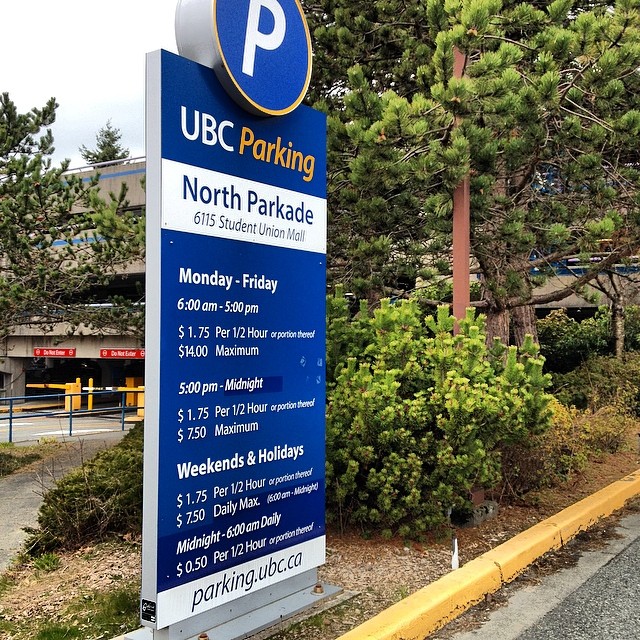 P
UBC Parking
North Parkade
6115 Student Union Mall
Monday - Friday
6:00 am - 5:00 pm
$ 1.75 Per 1/2 Hour or portion thereof
$14.00 Maximum
5:00 pm - Midnight
$ 1.75 Per 1/2 Hour or portion thereof
$ 7.50 Maximum
Weekends & Holidays
$ 1.75 Per 1/2 Hour or portion thereof
$ 7.50 Daily Max. (6:00 am - Midnight)
Midnight - 6:00 am Daily
$ 0.50 Per 1/2 Hour or portion thereof
parking.ubc.ca
Do Not Enter
Do Not Enter